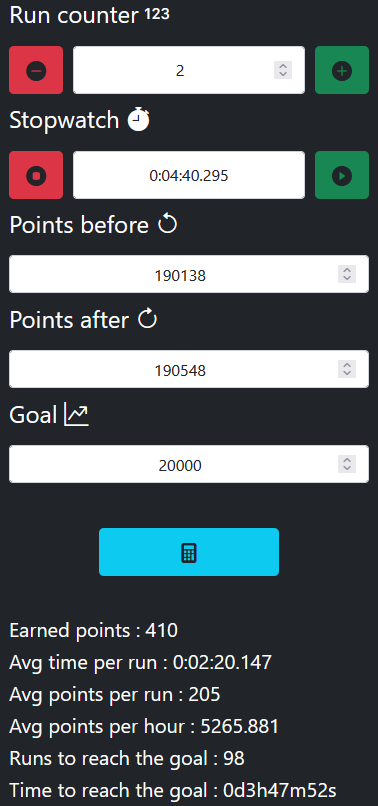 Run counter 123
2
Stopwatch
0:04:40.295
Points before
190138
Points after
190548
Goal
20000
Earned points : 410
Avg time per run : 0:02:20.147
Avg points per run : 205
Avg points per hour : 5265.881
Runs to reach the goal : 98
Time to reach the goal : 0d3h47m52s